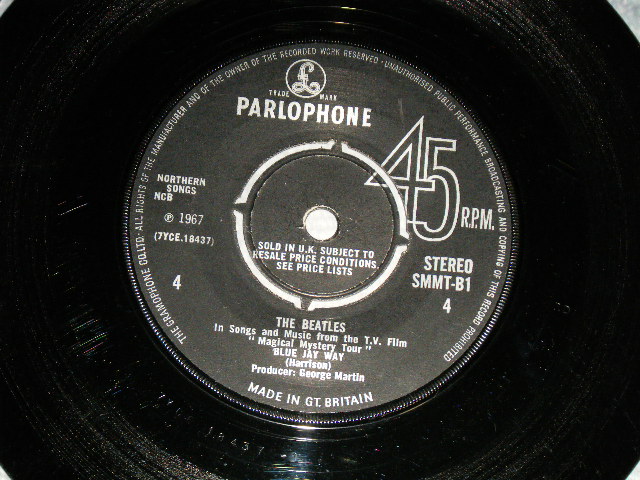 THE GRAMOPHONE CO. LTD. · ALL RIGHTS OF THE MANUFACTURER AND OF THE OWNER OF THE RECORDED WORK RESERVED · UNAUTHORISED PUBLIC PERFORMANCE BROADCASTING AND COPYING OF THIS RECORD PROHIBITED
£
TRADE MARK
PARLOPHONE
45 R.P.M.
NORTHERN
SONGS
NCB
℗ 1967
(7YCE.18437)
SOLD IN U.K. SUBJECT TO
RESALE PRICE CONDITIONS,
SEE PRICE LISTS
STEREO
SMMT-B1
4
4
THE BEATLES
In Songs and Music from the T.V. Film
" Magical Mystery Tour "
BLUE JAY WAY
(Harrison)
Producer: George Martin
MADE IN GT. BRITAIN